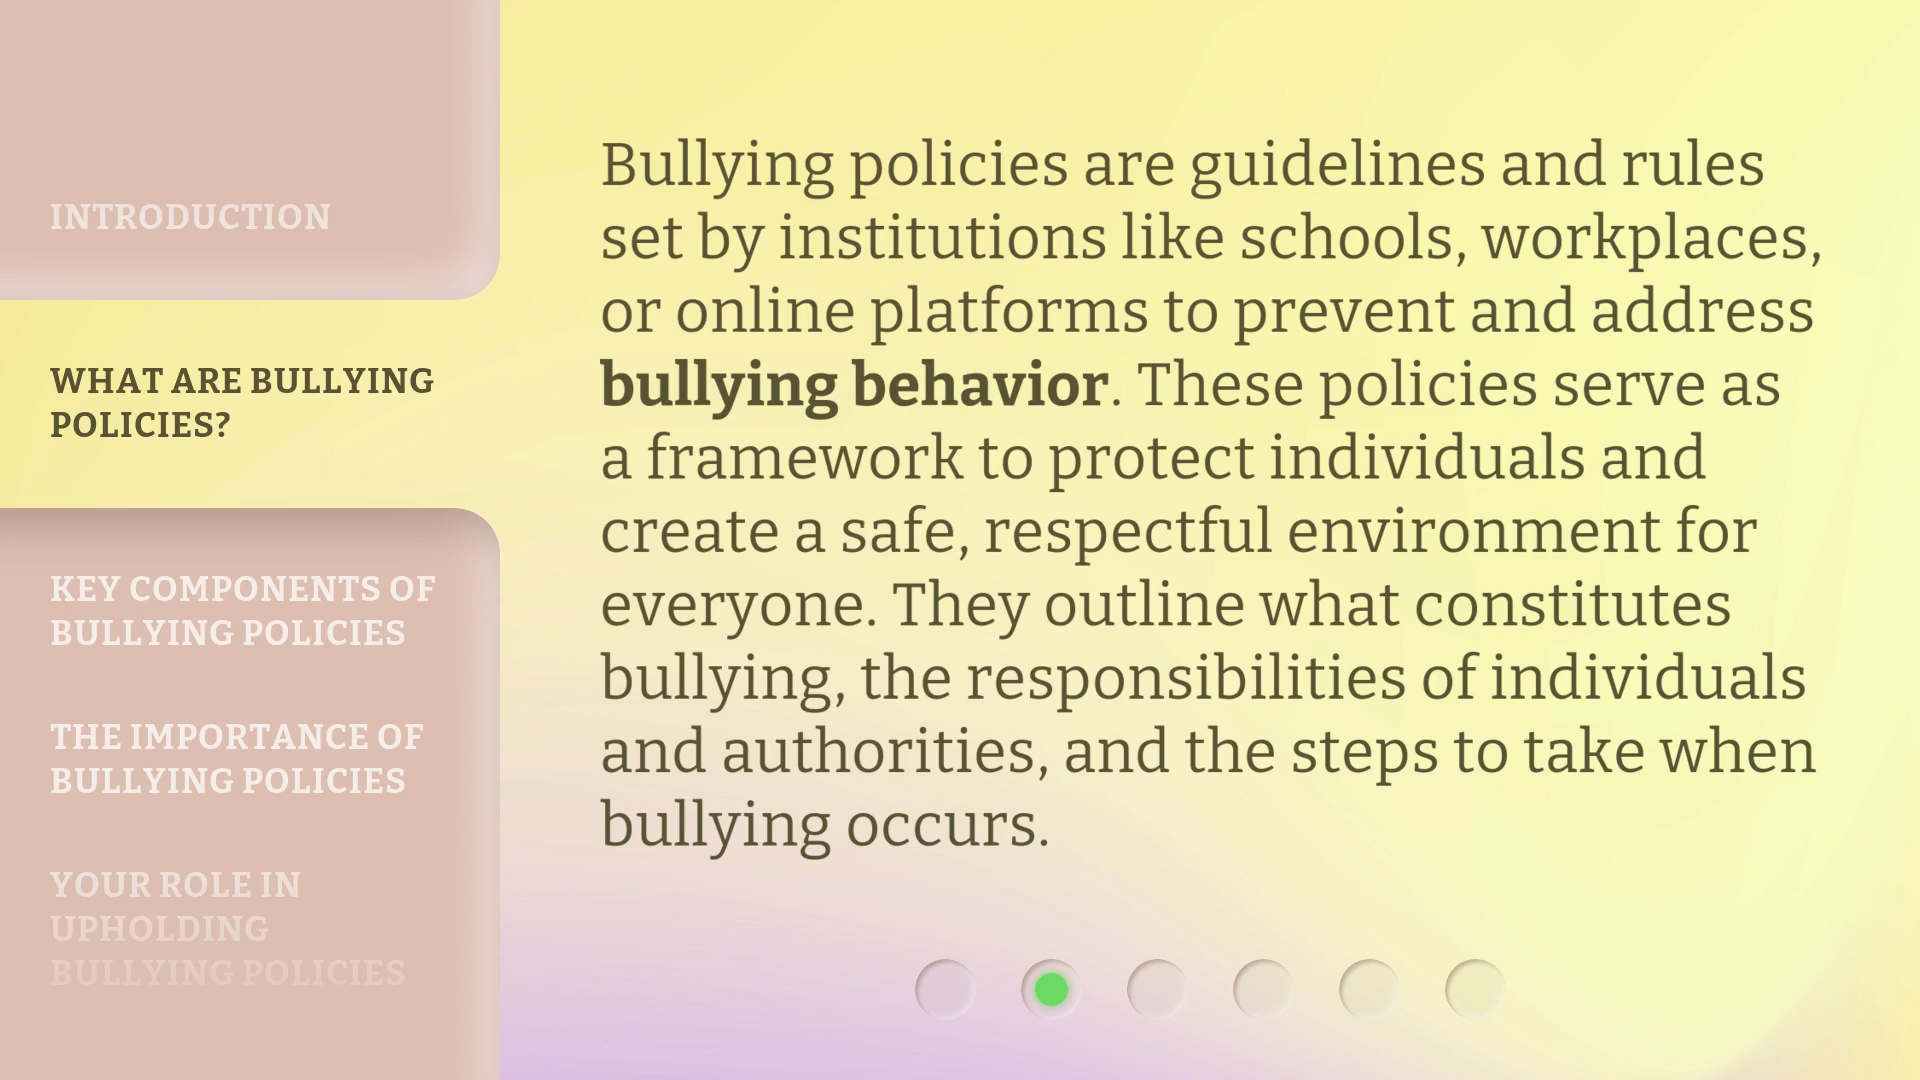 INTRODUCTION
WHAT ARE BULLYING
POLICIES?
KEY COMPONENTS OF
BULLYING POLICIES
THE IMPORTANCE OF
BULLYING POLICIES
YOUR ROLE IN
UPHOLDING
BULLYING POLICIES
Bullying policies are guidelines and rules
set by institutions like schools, workplaces,
or online platforms to prevent and address
bullying behavior. These policies serve as
a framework to protect individuals and
create a safe, respectful environment for
everyone. They outline what constitutes
bullying, the responsibilities of individuals
and authorities, and the steps to take when
bullying occurs.